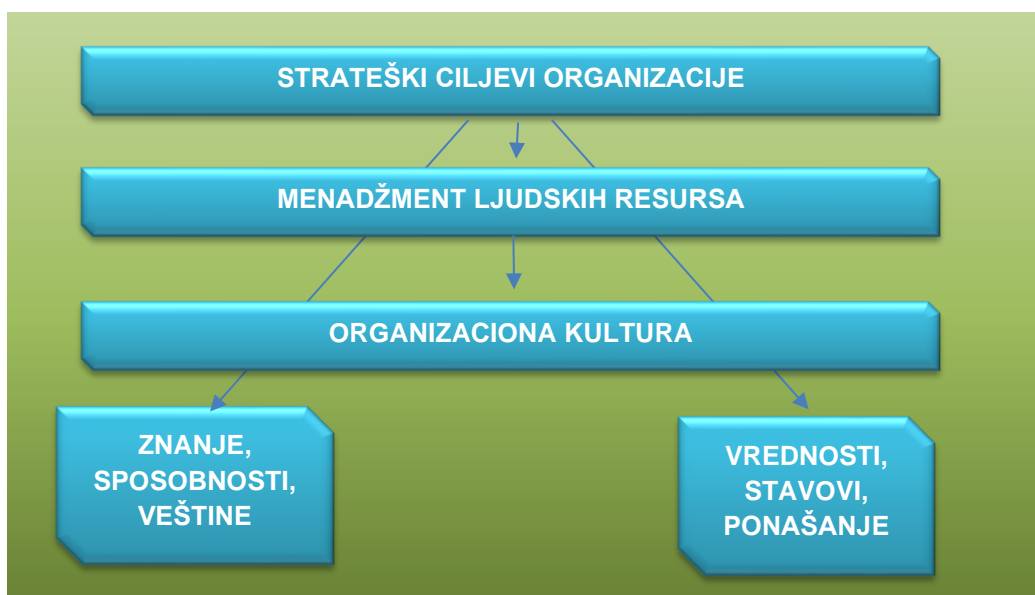 STRATEŠKI CILJEVI ORGANIZACIJE
MENADŽMENT LJUDSKIH RESURSA
ORGANIZACIONA KULTURA
ZNANJE,
SPOSOBNOSTI,
VEŠTINE
VREDNOSTI,
STAVOVI,
PONAŠANJE